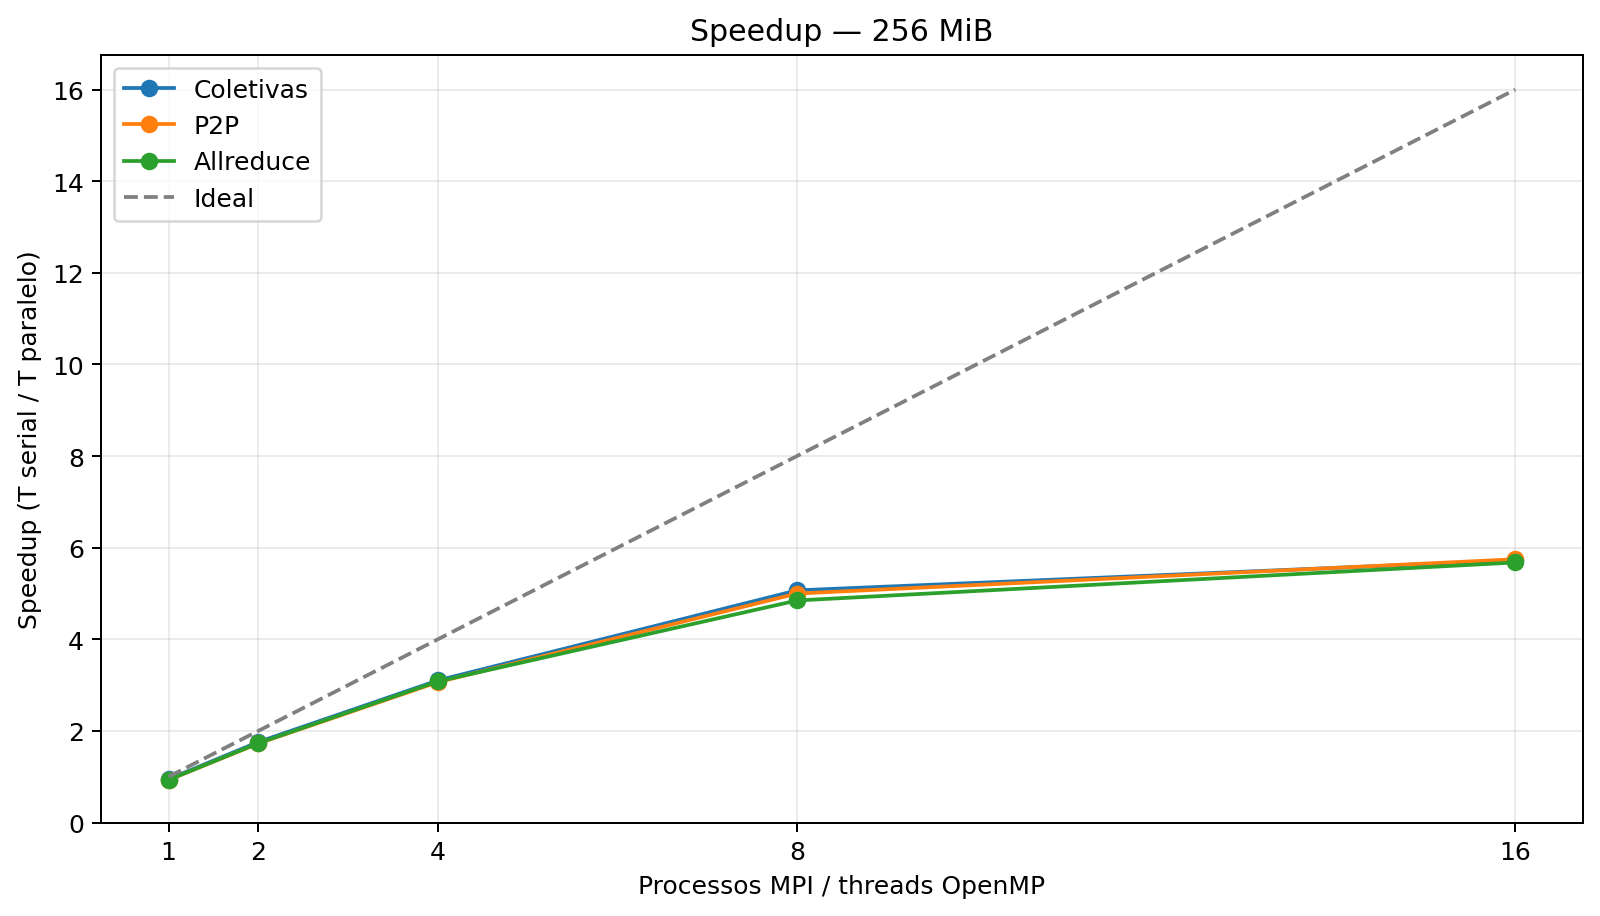 Speedup — 256 MiB
Coletivas
P2P
Allreduce
Ideal
Speedup (T serial / T paralelo)
16
14
12
10
8
6
4
2
0
1 2 4 8 16
Processos MPI / threads OpenMP